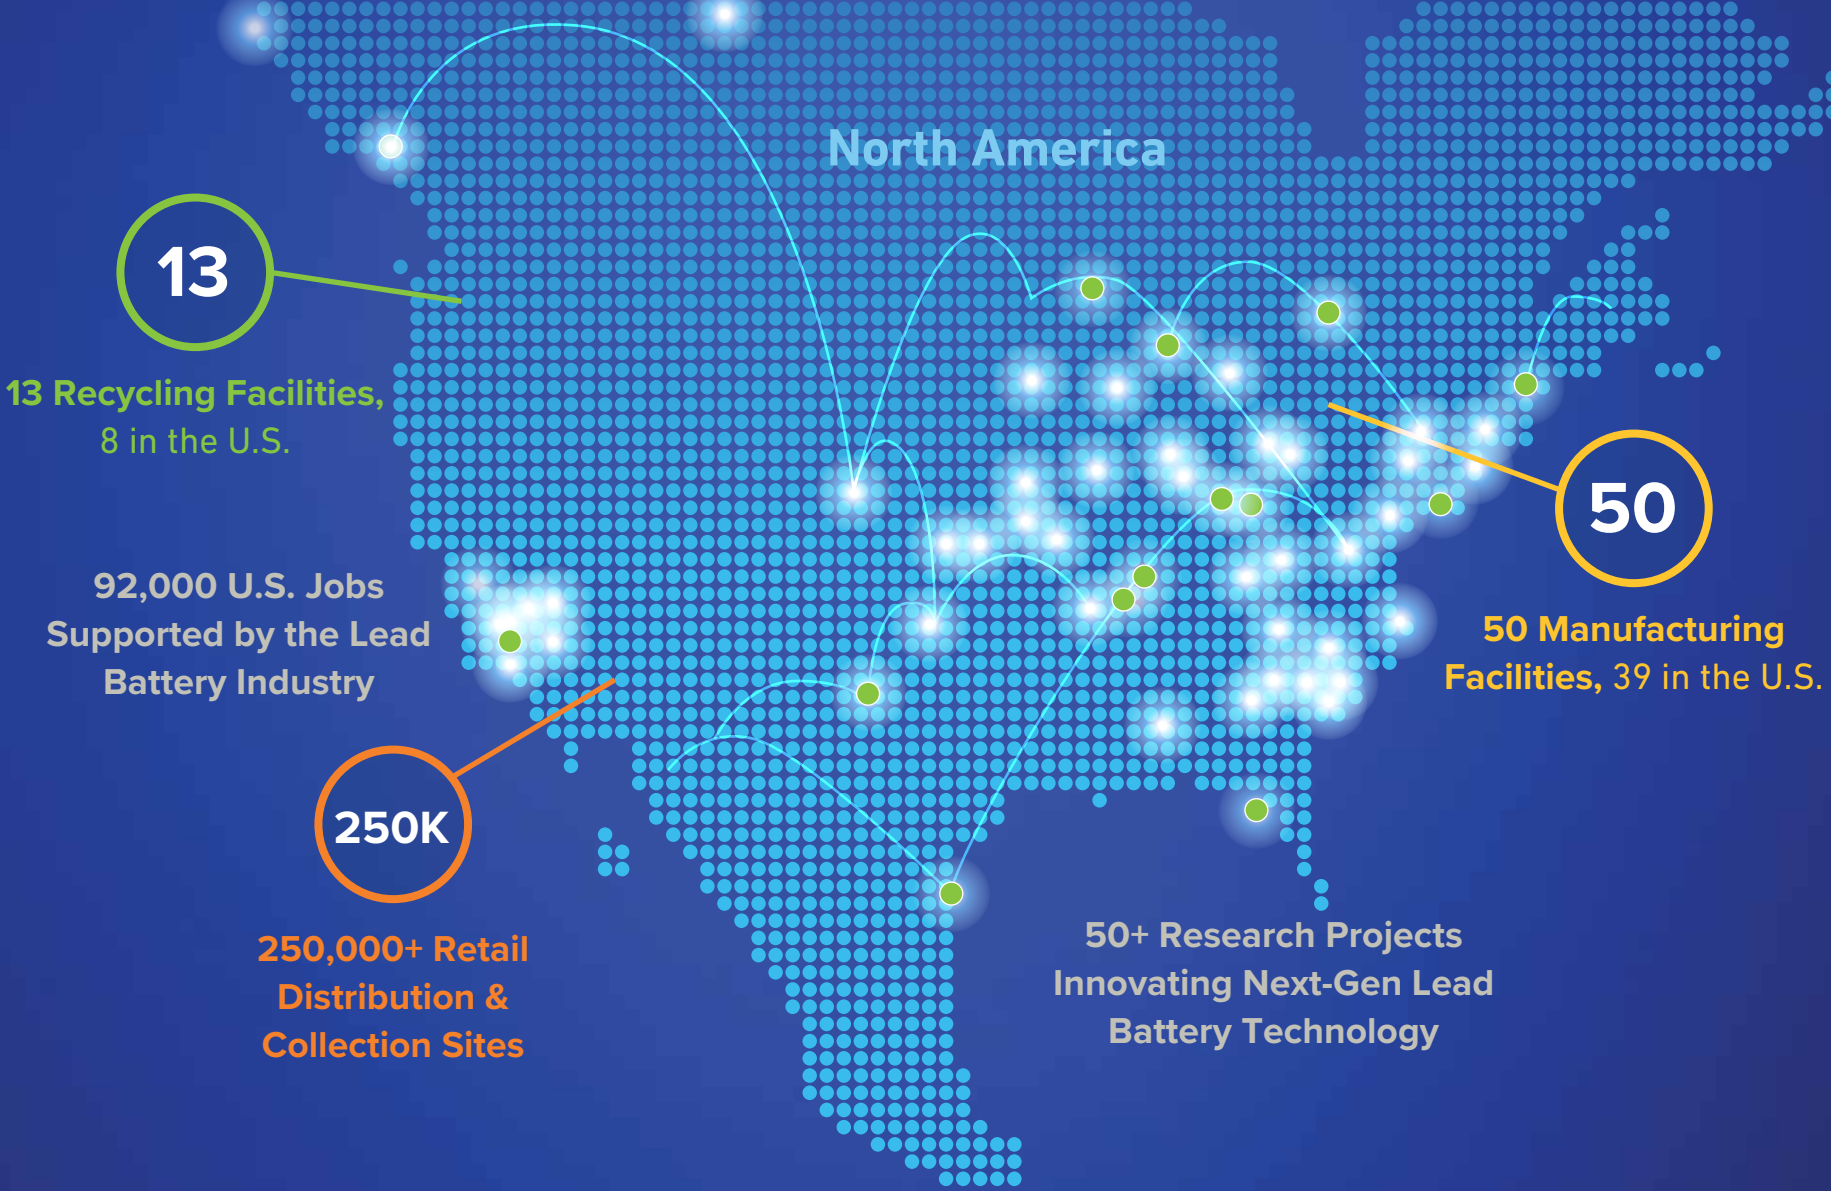 North America
13
13 Recycling Facilities,
8 in the U.S.
92,000 U.S. Jobs
Supported by the Lead
Battery Industry
50
50 Manufacturing
Facilities, 39 in the U.S.
250K
250,000+ Retail
Distribution &
Collection Sites
50+ Research Projects
Innovating Next-Gen Lead
Battery Technology